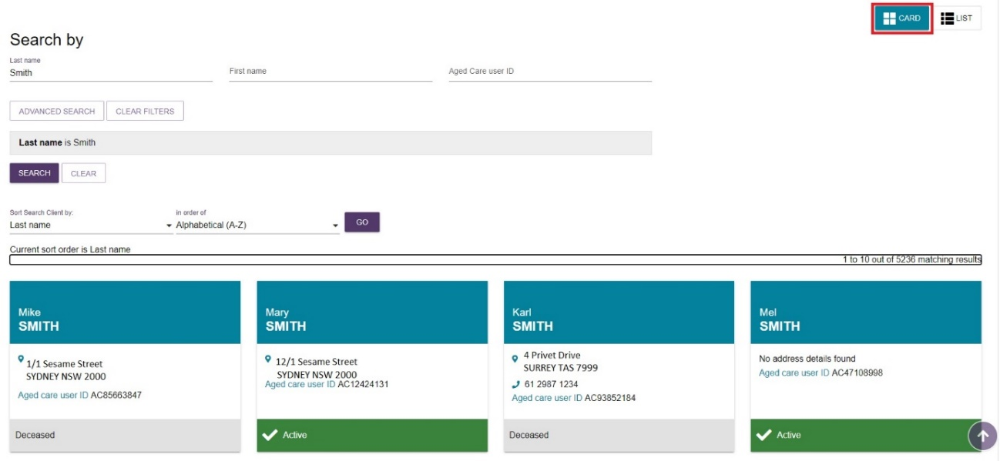 CARD LIST
Search by
Last name
Smith First name Aged Care user ID
ADVANCED SEARCH CLEAR FILTERS
Last name is Smith
SEARCH CLEAR
Sort Search Client by: in order of
Last name Alphabetical (A-Z) GO
Current sort order is Last name
1 to 10 out of 5236 matching results
Mike
SMITH
1/1 Sesame Street
SYDNEY NSW 2000
Aged care user ID AC85663847
Deceased
Mary
SMITH
12/1 Sesame Street
SYDNEY NSW 2000
Aged care user ID AC12424131
Active
Karl
SMITH
4 Privet Drive
SURREY TAS 7999
61 2987 1234
Aged care user ID AC93852184
Deceased
Mel
SMITH
No address details found
Aged care user ID AC47108998
Active